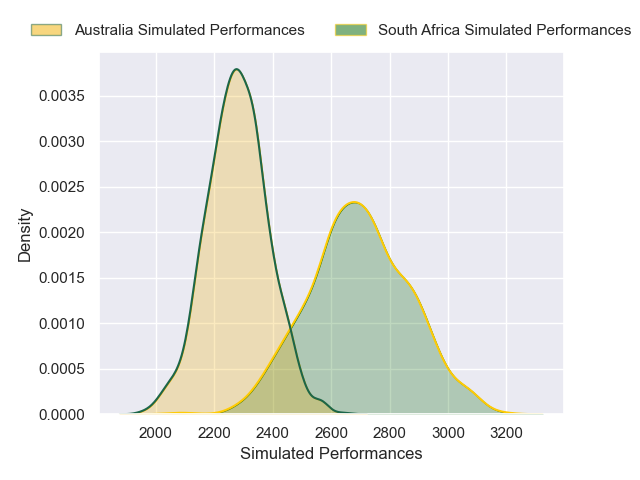 Australia Simulated Performances
South Africa Simulated Performances
0.0035
0.0030
0.0025
0.0020
0.0015
0.0010
0.0005
0.0000
Density
2000 2200 2400 2600 2800 3000 3200
Simulated Performances